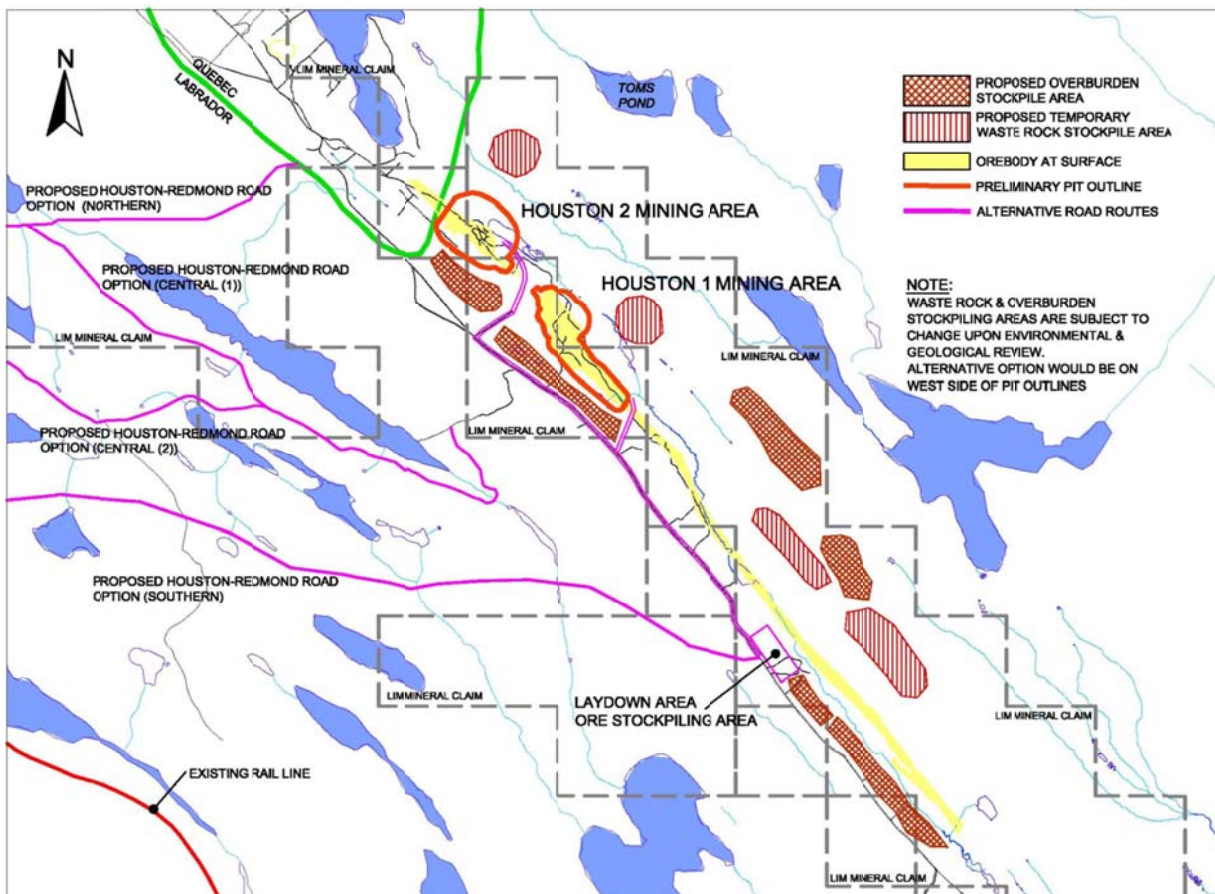 N
QUEBEC
LABRADOR
LIM MINERAL CLAIM
TOMS
POND
PROPOSED OVERBURDEN
STOCKPILE AREA
PROPOSED TEMPORARY
WASTE ROCK STOCKPILE AREA
OREBODY AT SURFACE
PRELIMINARY PIT OUTLINE
ALTERNATIVE ROAD ROUTES
PROPOSED HOUSTON-REDMOND ROAD
OPTION (NORTHERN)
HOUSTON 2 MINING AREA
PROPOSED HOUSTON-REDMOND ROAD
OPTION (CENTRAL (1))
HOUSTON 1 MINING AREA
NOTE:
WASTE ROCK & OVERBURDEN
STOCKPILING AREAS ARE SUBJECT TO
CHANGE UPON ENVIRONMENTAL &
GEOLOGICAL REVIEW.
ALTERNATIVE OPTION WOULD BE ON
WEST SIDE OF PIT OUTLINES
LIM MINERAL CLAIM
LIM MINERAL CLAIM
LIM MINERAL CLAIM
PROPOSED HOUSTON-REDMOND ROAD
OPTION (CENTRAL (2))
PROPOSED HOUSTON-REDMOND ROAD
OPTION (SOUTHERN)
LIMMINERAL CLAIM
LAYDOWN AREA
ORE STOCKPILING AREA
LIM MINERAL CLAIM
EXISTING RAIL LINE
LIM MINERAL CLAIM